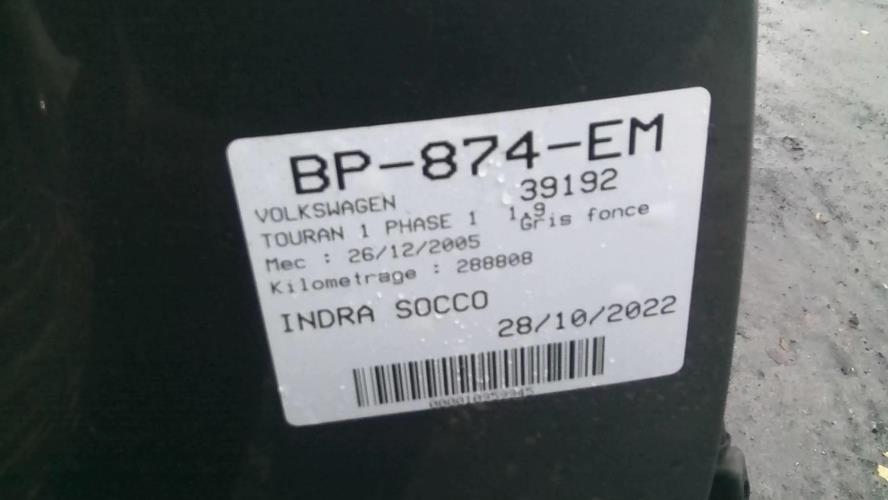 BP-874-EM
VOLKSWAGEN 39192
TOURAN 1 PHASE 1 1.9
Gris fonce
Mec : 26/12/2005
Kilometrage : 288808
INDRA SOCCO 28/10/2022